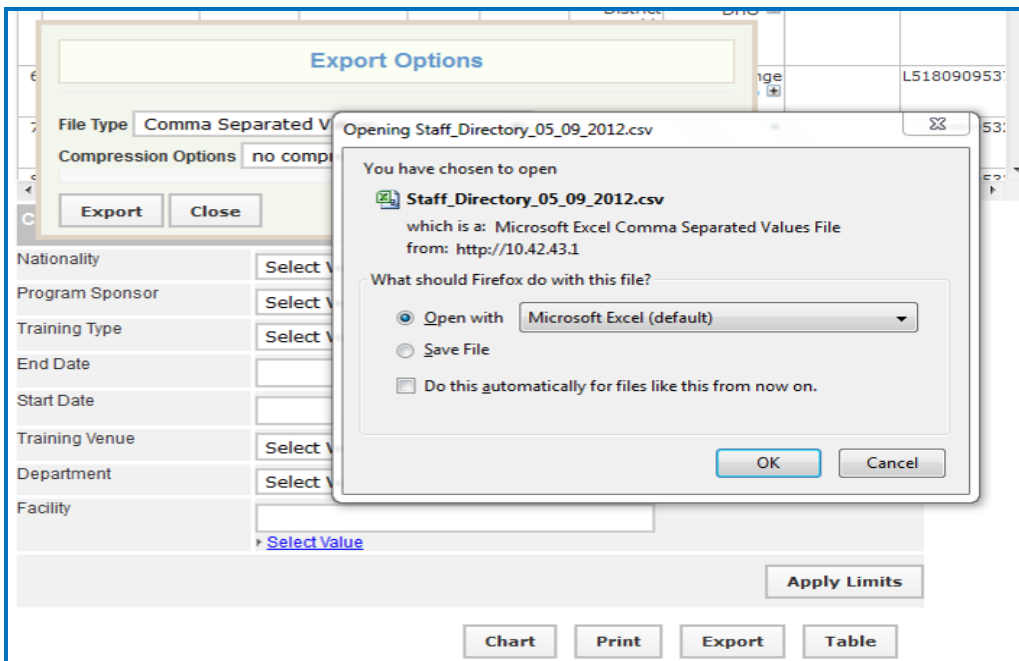 District
Export Options
L518090953
File Type Comma Separated V
Compression Options no comp
Export Close
Opening Staff_Directory_05_09_2012.csv
You have chosen to open
Staff_Directory_05_09_2012.csv
which is a: Microsoft Excel Comma Separated Values File
from: http://10.42.43.1
What should Firefox do with this file?
Open with Microsoft Excel (default)
Save File
Do this automatically for files like this from now on.
OK Cancel
Nationality Select V
Program Sponsor Select V
Training Type Select V
End Date
Start Date
Training Venue Select V
Department Select V
Facility
Select Value
Apply Limits
Chart Print Export Table